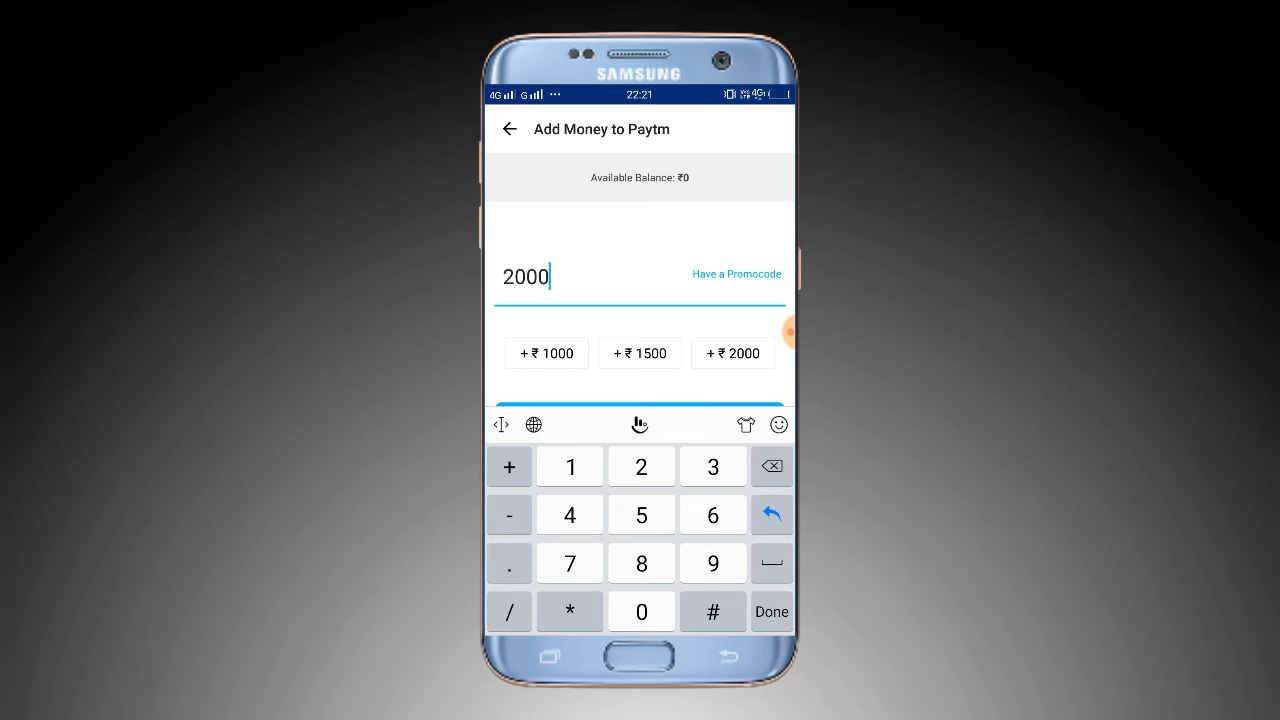 SAMSUNG
4G G ... 22:21 4G
Add Money to Paytm
Available Balance: ₹0
2000 Have a Promocode
+ ₹ 1000 + ₹ 1500 + ₹ 2000
+ 1 2 3
- 4 5 6
. 7 8 9
/ * 0 # Done